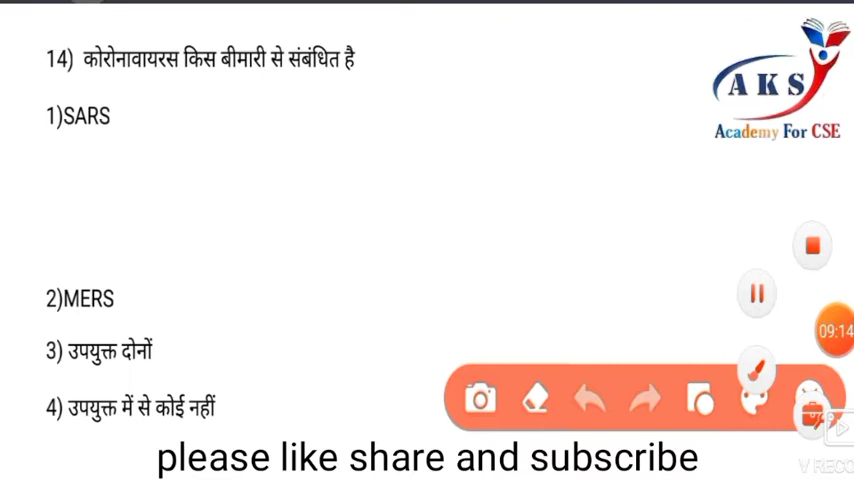 14) कोरोनावायरस किस बीमारी से संबंधित है
1)SARS
AKS
Academy For CSE
2)MERS
3) उपयुक्त दोनों
09:14
4) उपयुक्त में से कोई नहीं
please like share and subscribe
V RECO